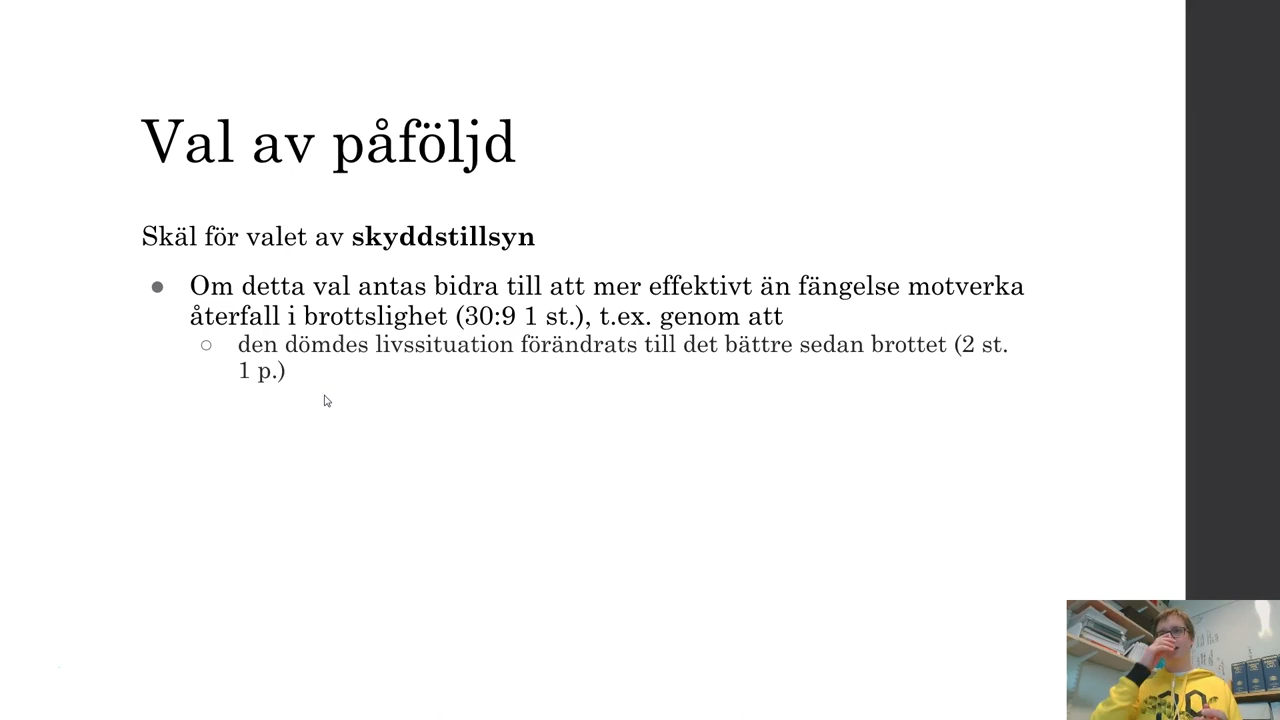 Val av påföljd
Skäl för valet av skyddstillsyn
Om detta val antas bidra till att mer effektivt än fängelse motverka
återfall i brottslighet (30:9 1 st.), t.ex. genom att
den dömdes livssituation förändrats till det bättre sedan brottet (2 st.
1 p.)